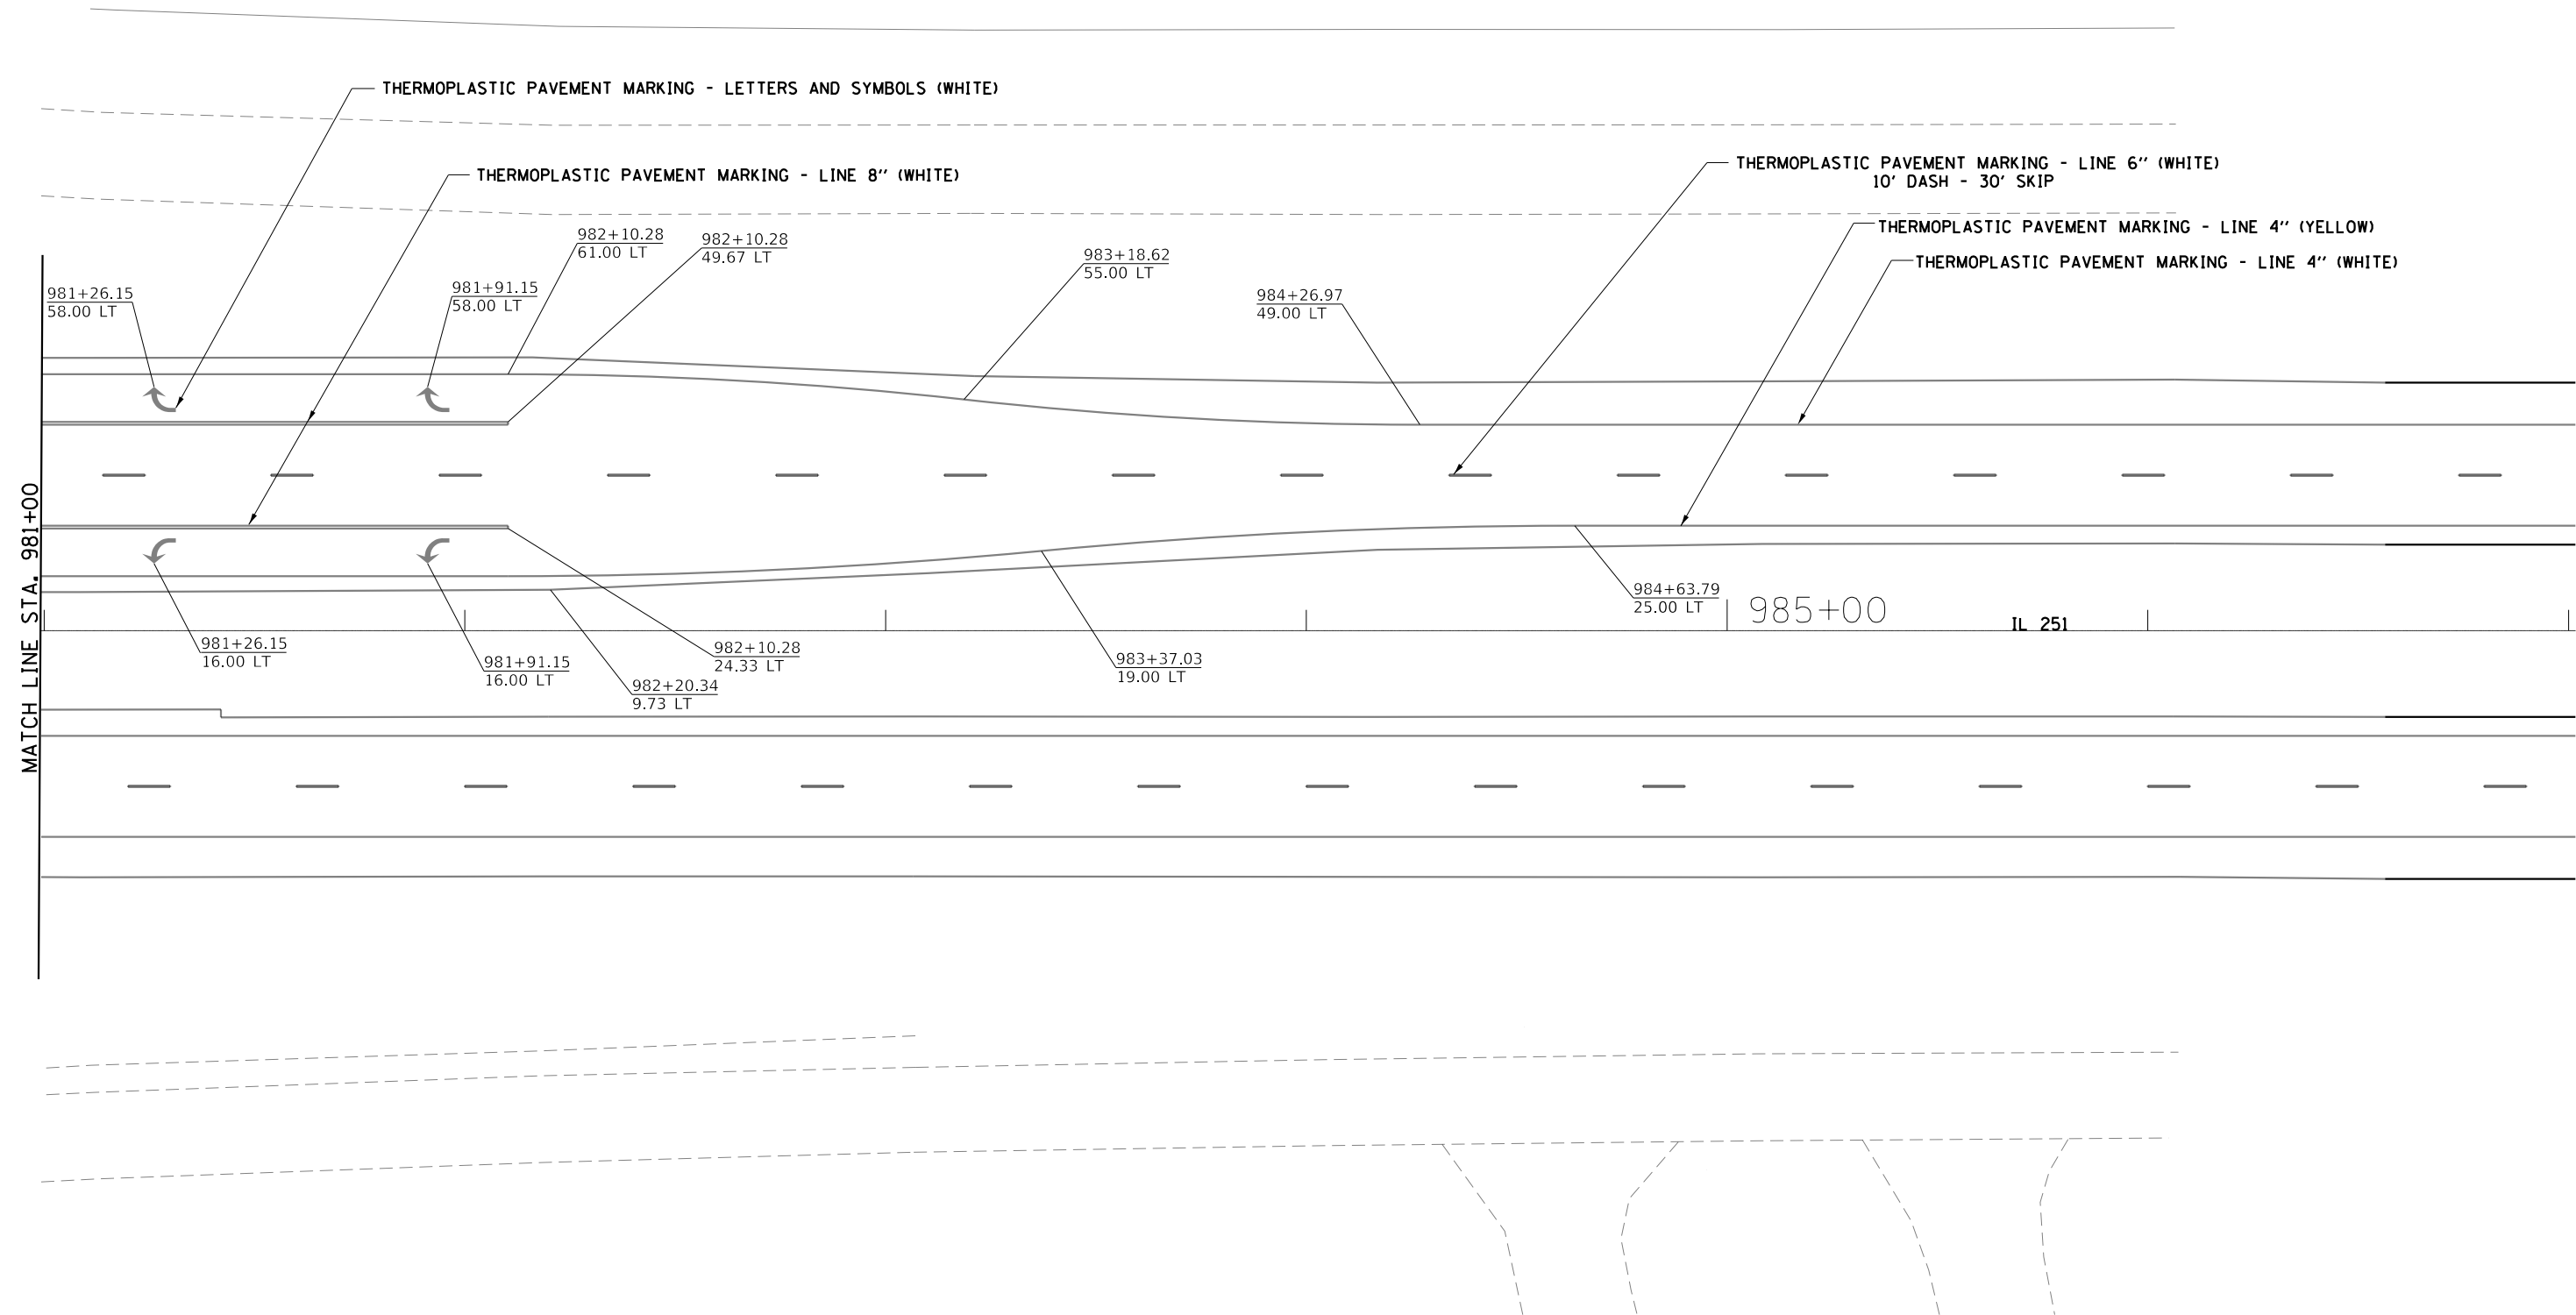 THERMOPLASTIC PAVEMENT MARKING - LETTERS AND SYMBOLS (WHITE)
THERMOPLASTIC PAVEMENT MARKING - LINE 8" (WHITE)
THERMOPLASTIC PAVEMENT MARKING - LINE 6" (WHITE)
10' DASH - 30' SKIP
THERMOPLASTIC PAVEMENT MARKING - LINE 4" (YELLOW)
THERMOPLASTIC PAVEMENT MARKING - LINE 4" (WHITE)
982+10.28
61.00 LT
982+10.28
49.67 LT
983+18.62
55.00 LT
981+26.15
58.00 LT
981+91.15
58.00 LT
984+26.97
49.00 LT
MATCH LINE STA. 981+00
984+63.79
25.00 LT
985+00
IL 251
981+26.15
16.00 LT
981+91.15
16.00 LT
982+10.28
24.33 LT
982+20.34
9.73 LT
983+37.03
19.00 LT